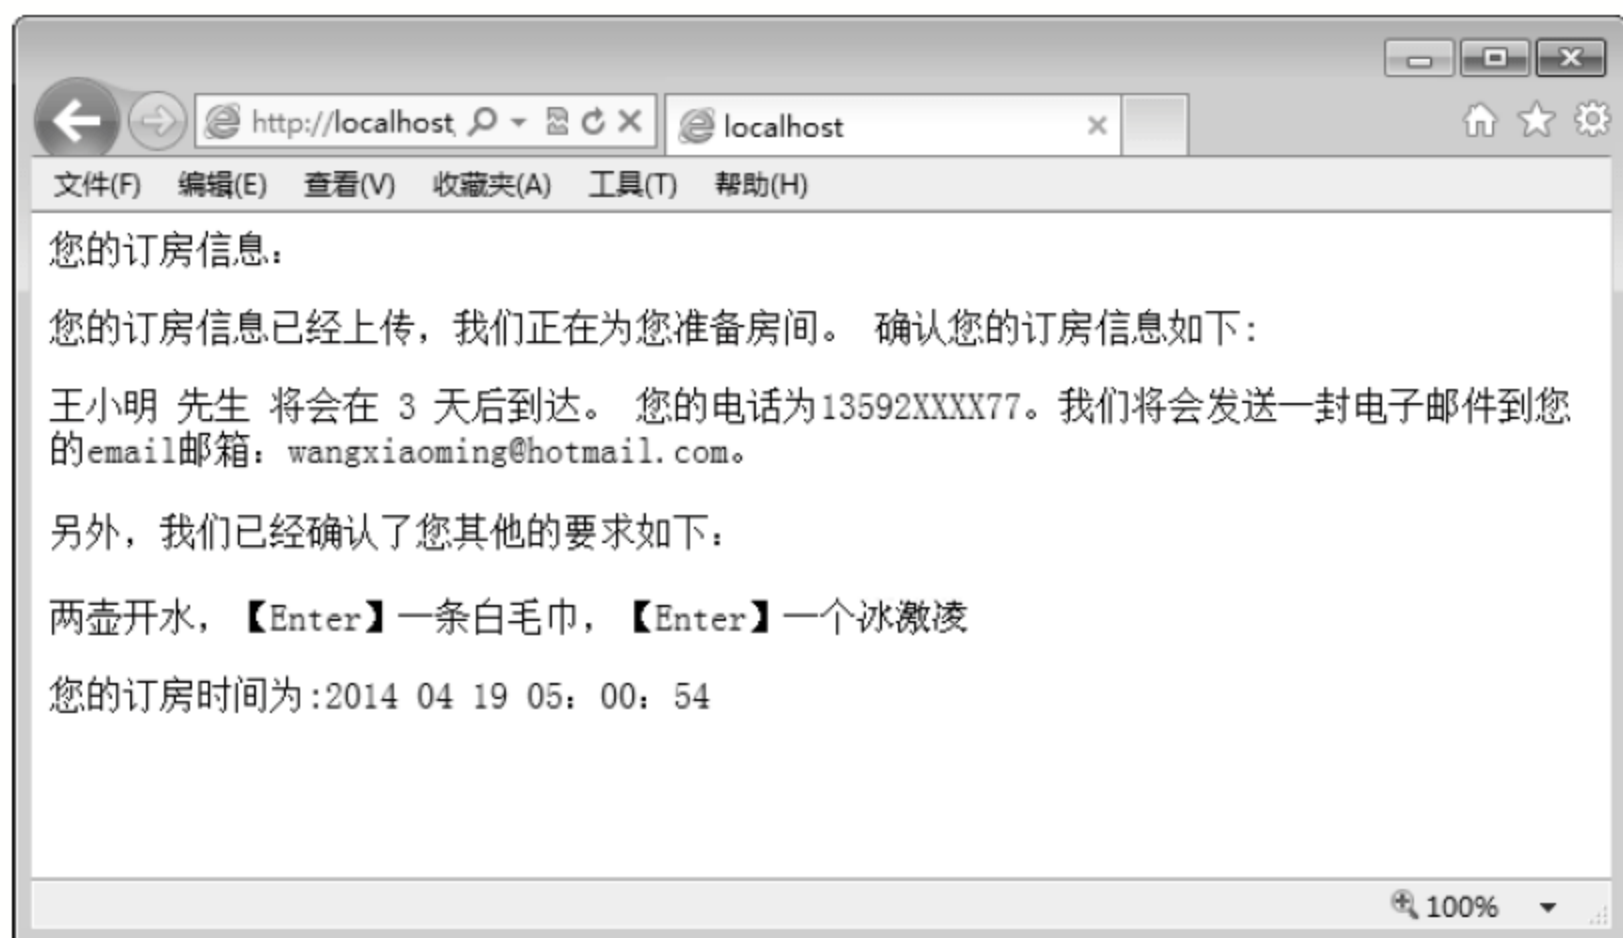 http://localhost
localhost
文件(F) 编辑(E) 查看(V) 收藏夹(A) 工具(T) 帮助(H)
您的订房信息：
您的订房信息已经上传，我们正在为您准备房间。 确认您的订房信息如下:
王小明 先生 将会在 3 天后到达。 您的电话为13592XXXX77。我们将会发送一封电子邮件到您
的email邮箱：wangxiaoming@hotmail.com。
另外，我们已经确认了您其他的要求如下：
两壶开水，【Enter】一条白毛巾，【Enter】一个冰激凌
您的订房时间为:2014 04 19 05：00：54
100%